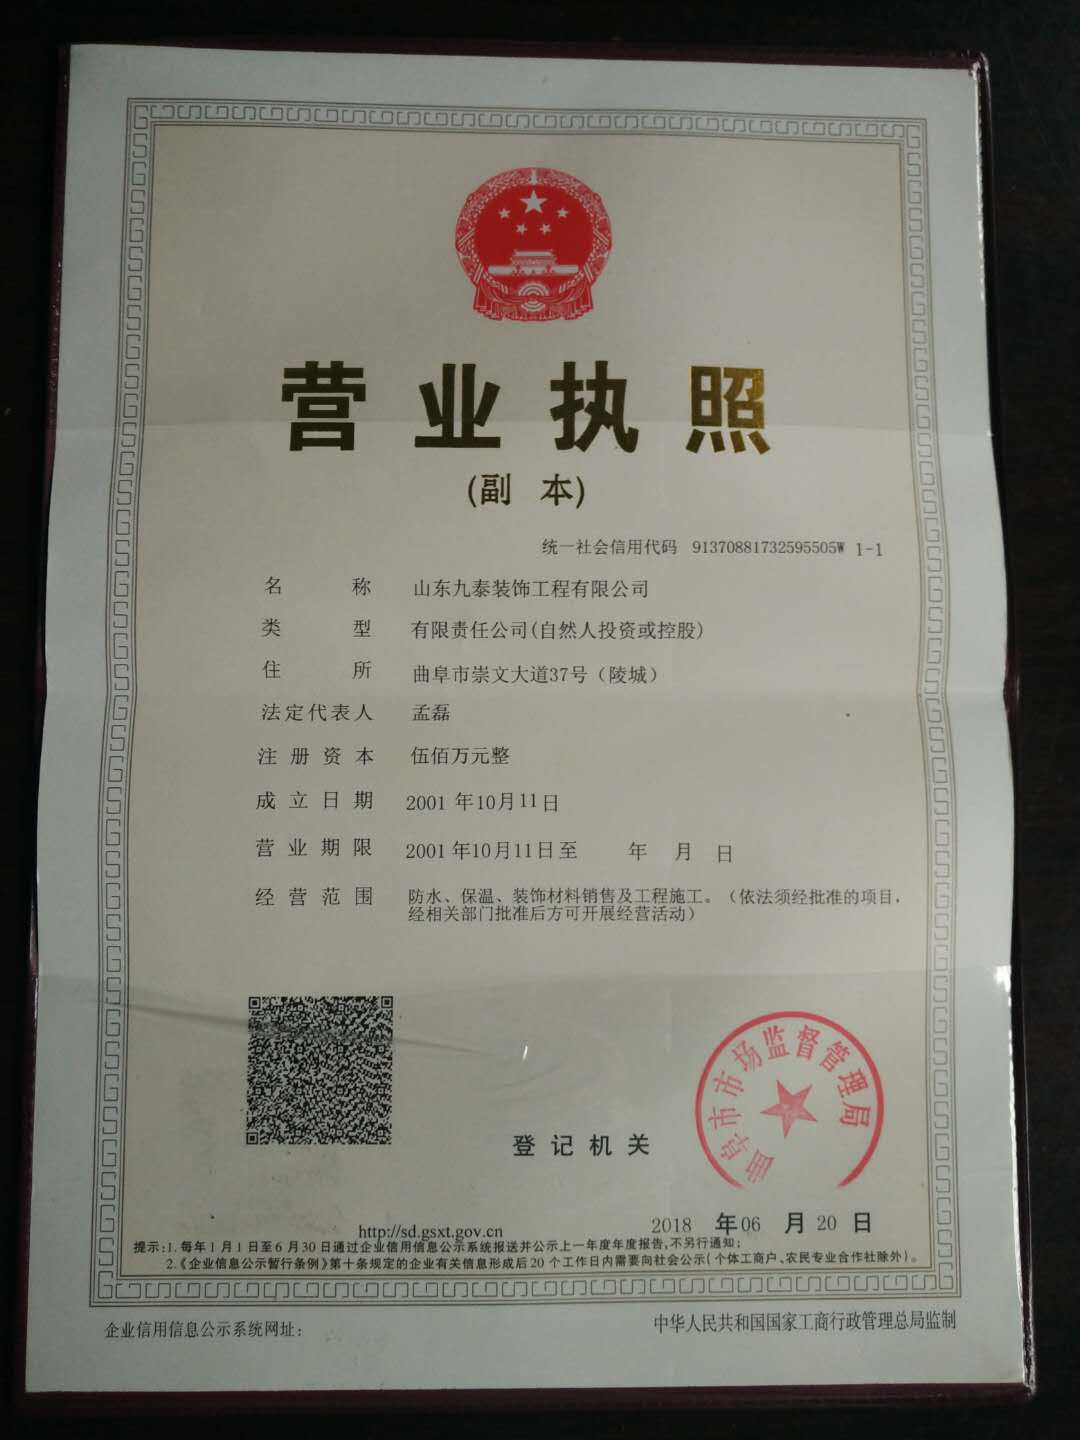 营业执照
(副 本)
统一社会信用代码 91370881732595505W 1-1
名称 山东九泰装饰工程有限公司
类型 有限责任公司(自然人投资或控股)
住所 曲阜市崇文大道37号（陵城）
法定代表人 孟磊
注册资本 伍佰万元整
成立日期 2001 年10月11日
营业期限 2001年10月11日至 年 月 日
经营范围 防水、保温、装饰材料销售及工程施工。（依法须经批准的项目，
经相关部门批准后方可开展经营活动）
曲阜市市场监督管理局
登记机关
2018 年06 月20 日
http://sd.gsxt.gov.cn
提示:1.每年1月1日至6月30日通过企业信用信息公示系统报送并公示上一年度年度报告,不另行通知;
2.《企业信息公示暂行条例》第十条规定的企业有关信息形成后20个工作日内需要向社会公示(个体工商户、农民专业合作社除外)。
企业信用信息公示系统网址:
中华人民共和国国家工商行政管理总局监制